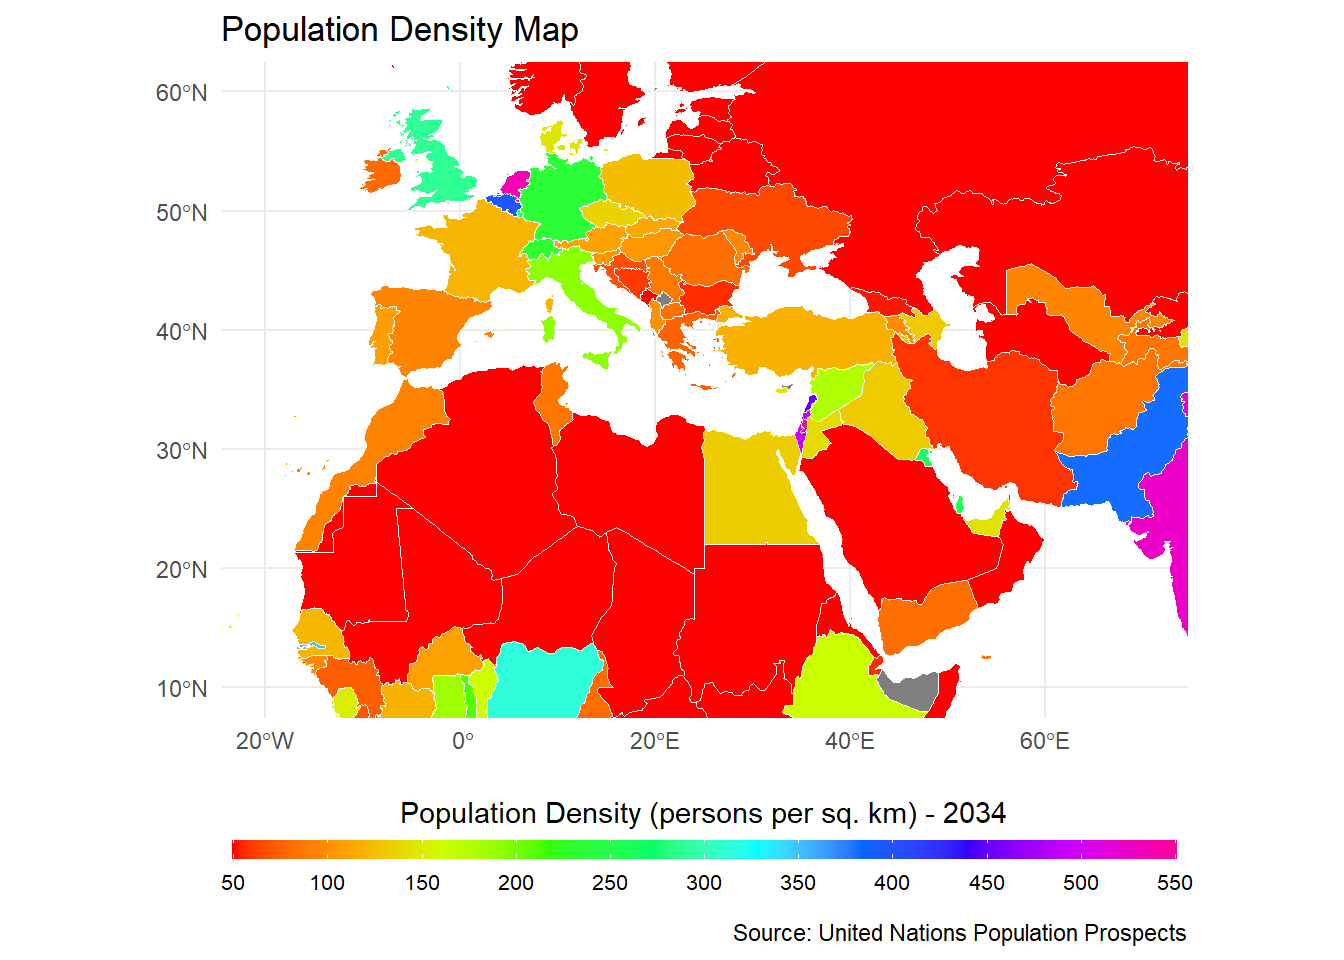 Population Density Map
60°N
50°N
40°N
30°N
20°N
10°N
20°W 0° 20°E 40°E 60°E
Population Density (persons per sq. km) - 2034
50 100 150 200 250 300 350 400 450 500 550
Source: United Nations Population Prospects